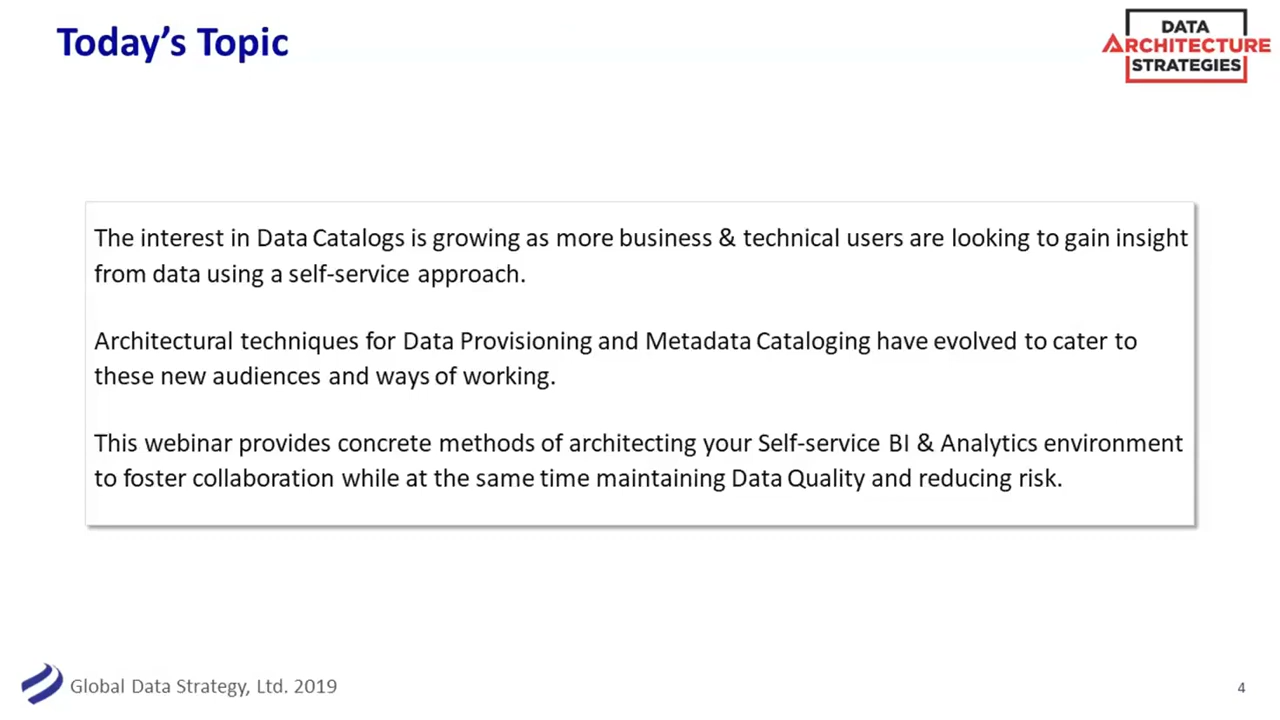 Today’s Topic
DATA
ARCHITECTURE
STRATEGIES
The interest in Data Catalogs is growing as more business & technical users are looking to gain insight
from data using a self-service approach.
Architectural techniques for Data Provisioning and Metadata Cataloging have evolved to cater to
these new audiences and ways of working.
This webinar provides concrete methods of architecting your Self-service BI & Analytics environment
to foster collaboration while at the same time maintaining Data Quality and reducing risk.
Global Data Strategy, Ltd. 2019
4